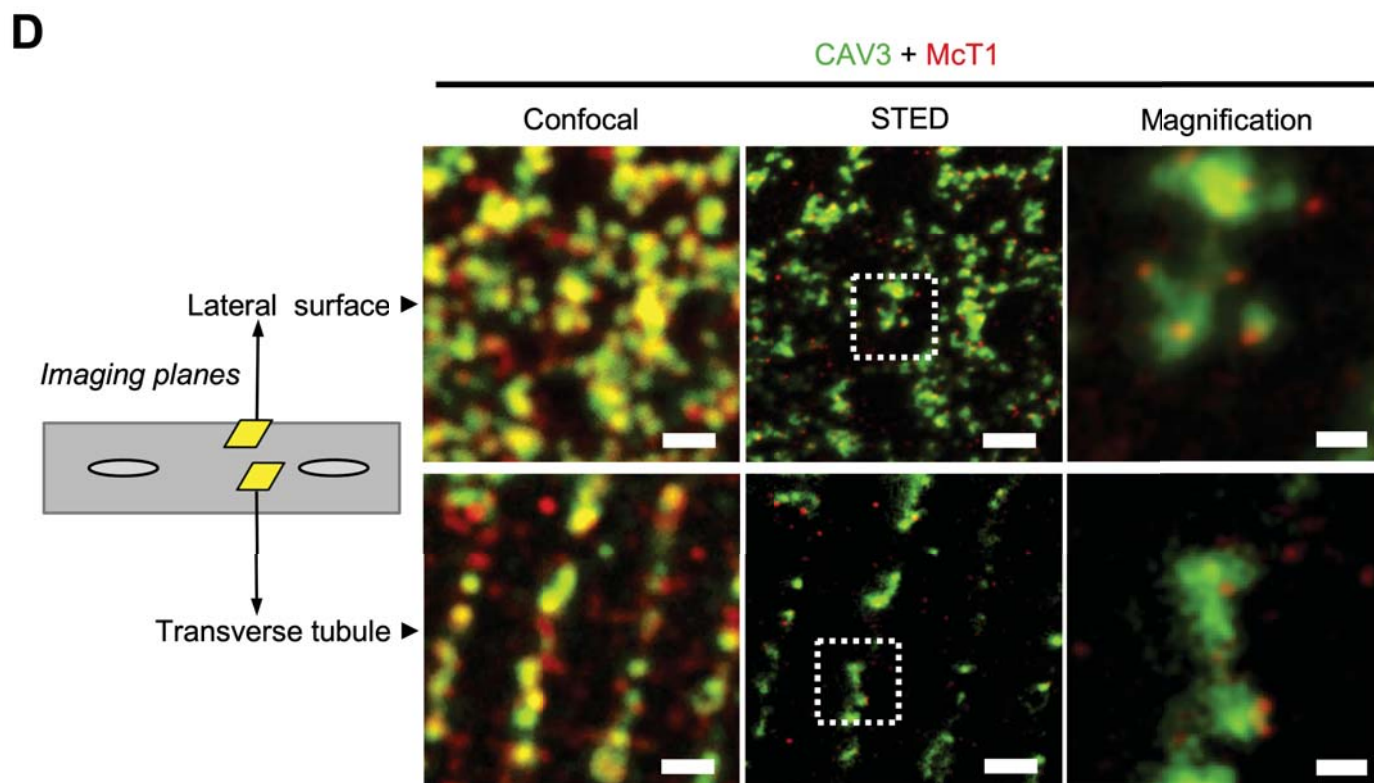 D
CAV3 + McT1
Confocal STED Magnification
Lateral surface
Imaging planes
Transverse tubule